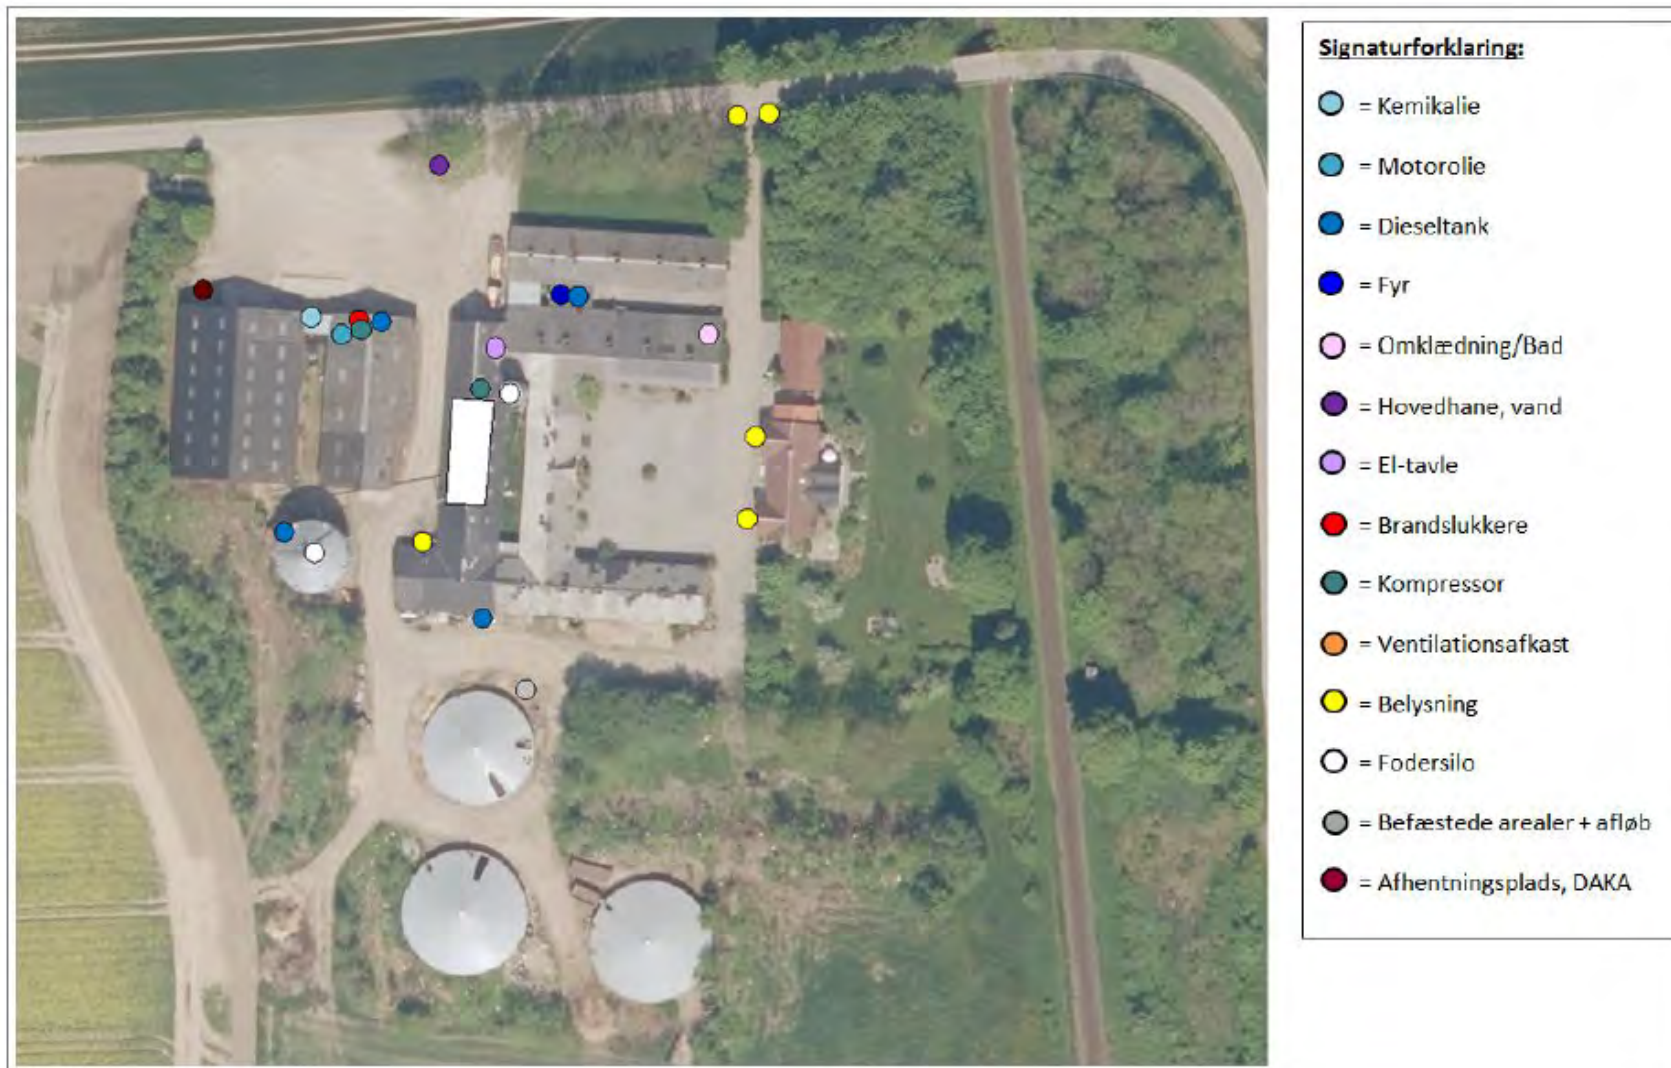 Signaturforklaring:
= Kemikalie
= Motorolie
= Dieseltank
= Fyr
= Omklædning/Bad
= Hovedhane, vand
= El-tavle
= Brandslukkere
= Kompressor
= Ventilationsafkast
= Belysning
= Fodersilo
= Befæstede arealer + afløb
= Afhentningsplads, DAKA